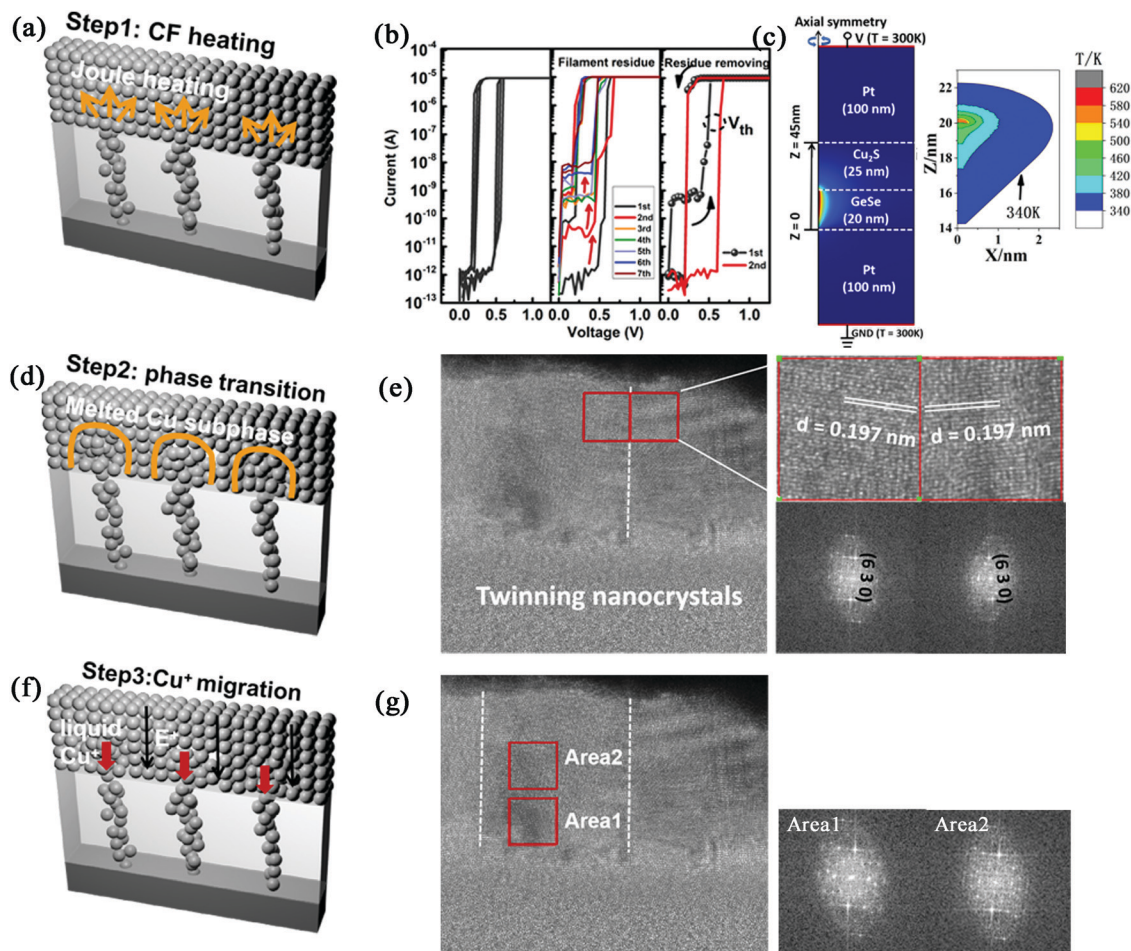 (a)
Step1: CF heating
Joule heating
(b)
Filament residue
Residue removing
10-4
10-5
10-6
10-7
10-8
10-9
10-10
10-11
10-12
10-13
Current (A)
Vth
1st
2nd
3rd
4th
5th
6th
7th
1st
2nd
0.0 0.5 1.0 0.0 0.5 1.0 0.0 0.5 1.0
Voltage (V)
(c)
Axial symmetry
V (T = 300K)
Pt
(100 nm)
Z = 45nm
Cu2S
(25 nm)
GeSe
(20 nm)
Z = 0
Pt
(100 nm)
GND (T = 300K)
Z/nm
22
20
18
16
14
0 1 2
X/nm
340K
T/K
620
580
540
500
460
420
380
340
(d)
Step2: phase transition
Melted Cu subphase
(e)
Twinning nanocrystals
d = 0.197 nm
d = 0.197 nm
(6 3 0)
(6 3 0)
(f)
Step3:Cu+ migration
liquid
Cu+
E+
(g)
Area2
Area1
Area1
Area2